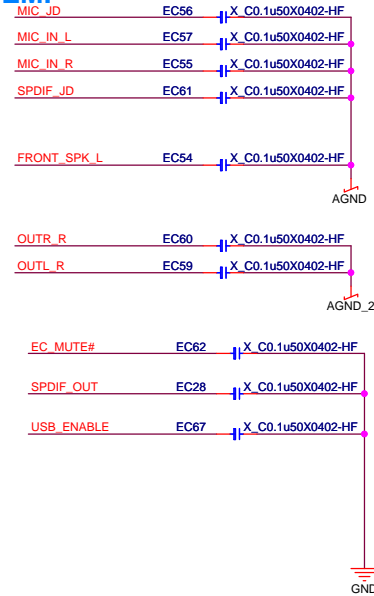 MIC_JD EC56 X_C0.1u50X0402-HF
MIC_IN_L EC57 X_C0.1u50X0402-HF
MIC_IN_R EC55 X_C0.1u50X0402-HF
SPDIF_JD EC61 X_C0.1u50X0402-HF
FRONT_SPK_L EC54 X_C0.1u50X0402-HF
AGND
OUTR_R EC60 X_C0.1u50X0402-HF
OUTL_R EC59 X_C0.1u50X0402-HF
AGND_2
EC_MUTE# EC62 X_C0.1u50X0402-HF
SPDIF_OUT EC28 X_C0.1u50X0402-HF
USB_ENABLE EC67 X_C0.1u50X0402-HF
GND